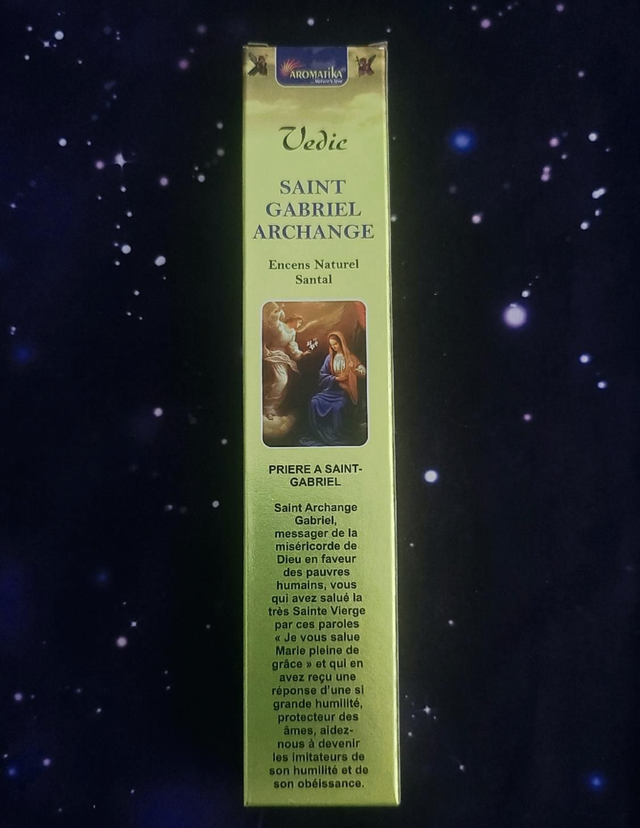 AROMATIKA
Vedic
SAINT
GABRIEL
ARCHANGE
Encens Naturel
Santal
PRIERE A SAINT-
GABRIEL
Saint Archange
Gabriel,
messager de la
miséricorde de
Dieu en faveur
des pauvres
humains, vous
qui avez salué la
très Sainte Vierge
par ces paroles
« Je vous salue
Marie pleine de
grâce » et qui en
avez reçu une
réponse d'une si
grande humilité,
protecteur des
âmes, aidez-
nous à devenir
les imitateurs de
son humilité et de
son obéissance.